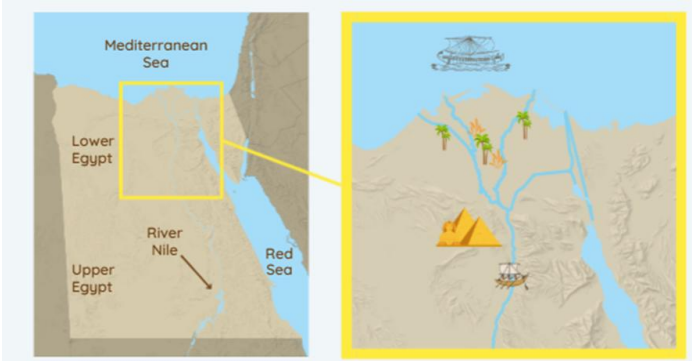 Mediterranean
Sea
Lower
Egypt
River
Nile
Red
Sea
Upper
Egypt